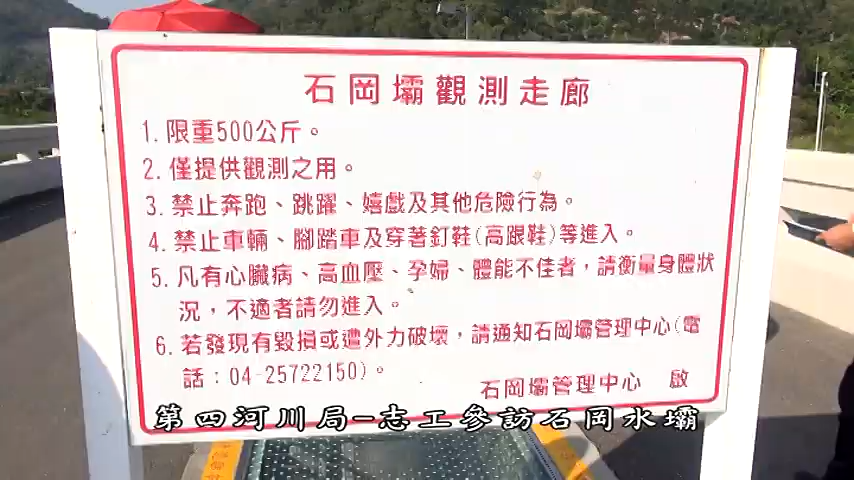 石岡壩觀測走廊
1. 限重500公斤。
2. 僅提供觀測之用。
3. 禁止奔跑、跳躍、嬉戲及其他危險行為。
4. 禁止車輛、腳踏車及穿著釘鞋(高跟鞋)等進入。
5. 凡有心臟病、高血壓、孕婦、體能不佳者，請衡量身體狀
況，不適者請勿進入。
6. 若發現有毀損或遭外力破壞，請通知石岡壩管理中心(電
話：04-25722150)。
石岡壩管理中心 啟
第四河川局-志工參訪石岡水壩